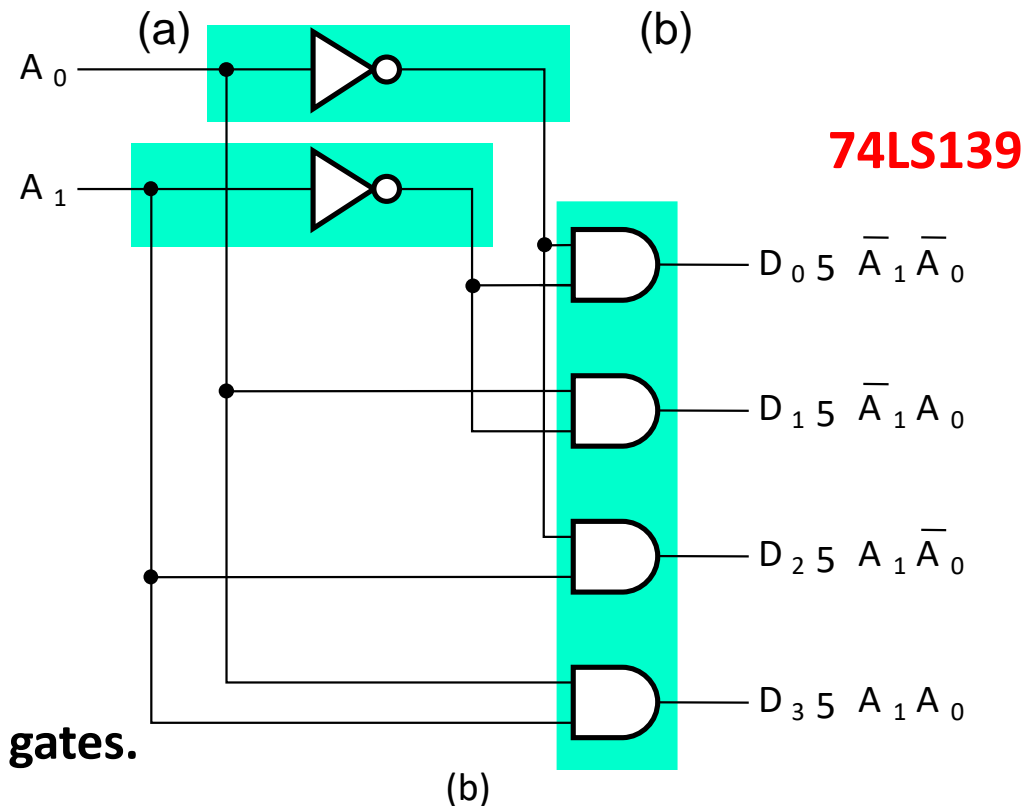 (a) (b)
A 0
74LS139
A 1
D 0 5 A̅ 1 A̅ 0
D 1 5 A̅ 1 A 0
D 2 5 A 1 A̅ 0
D 3 5 A 1 A 0
gates.
(b)